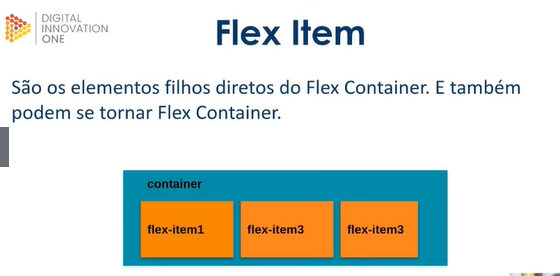 DIGITAL
INNOVATION
ONE
Flex Item
São os elementos filhos diretos do Flex Container. E também
podem se tornar Flex Container.
container
flex-item1
flex-item3
flex-item3